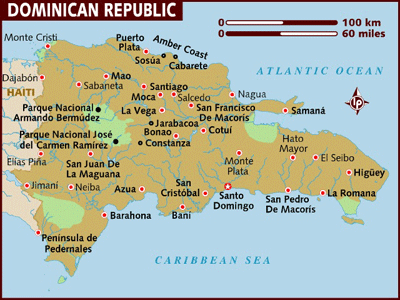 DOMINICAN REPUBLIC
100 km
60 miles
Monte Cristi
Puerto
Plata
Amber Coast
Sosúa
Cabarete
ATLANTIC OCEAN
Dajabón
Mao
Sabaneta
HAITI
Santiago
Moca
Salcedo
Nagua
La Vega
San Francisco
De Macorís
Samaná
Parque Nacional
Armando Bermúdez
Jarabacoa
Bonao
Cotuí
Parque Nacional José
del Carmen Ramírez
Constanza
Hato
Mayor
El Seibo
Elías Piña
San Juan De
La Maguana
Monte
Plata
Higüey
Jimaní
Neiba
Azua
San
Cristóbal
Santo
Domingo
San Pedro
De Macorís
La Romana
Barahona
Baní
Península de
Pedernales
CARIBBEAN SEA
LP